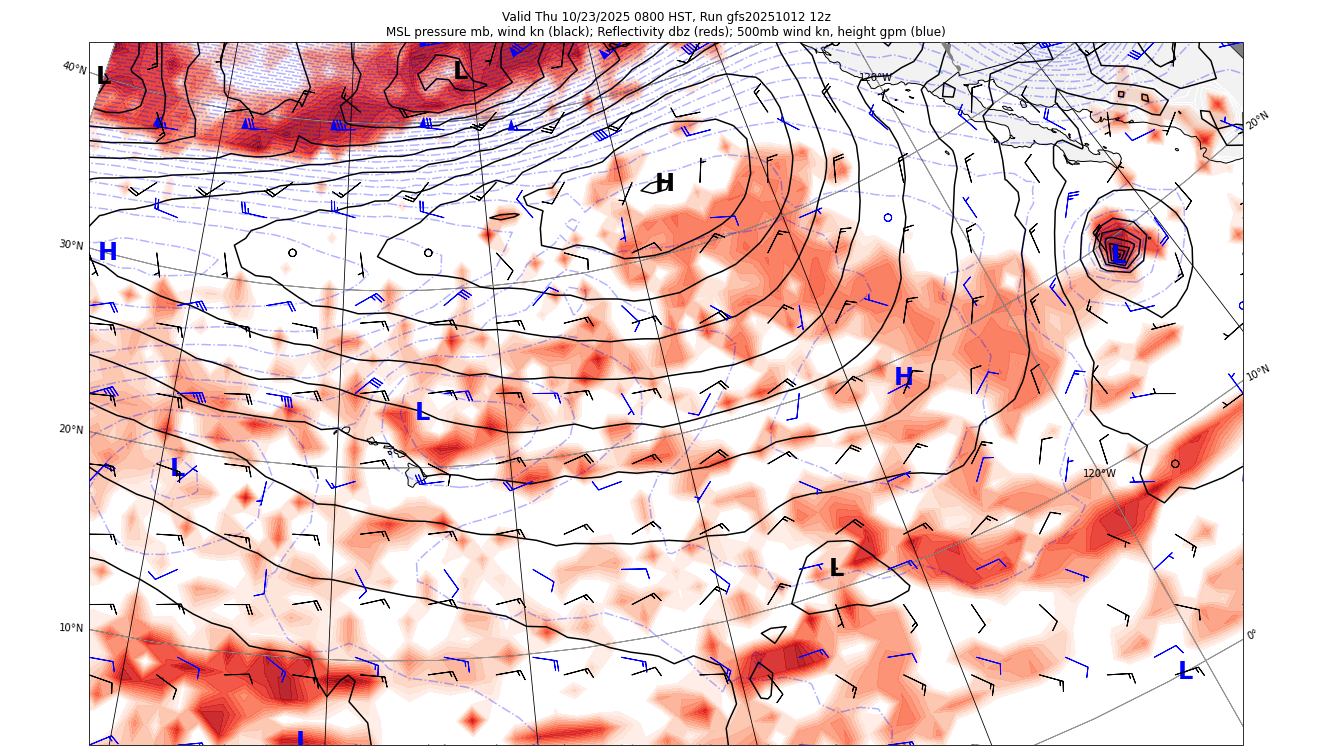 Valid Thu 10/23/2025 0800 HST, Run gfs20251012 12z
MSL pressure mb, wind kn (black); Reflectivity dbz (reds); 500mb wind kn, height gpm (blue)
40°N
L
L
120°W
20°N
H
30°N
H
L
10°N
H
L
20°N
L
120°W
L
10°N
0°
L
L